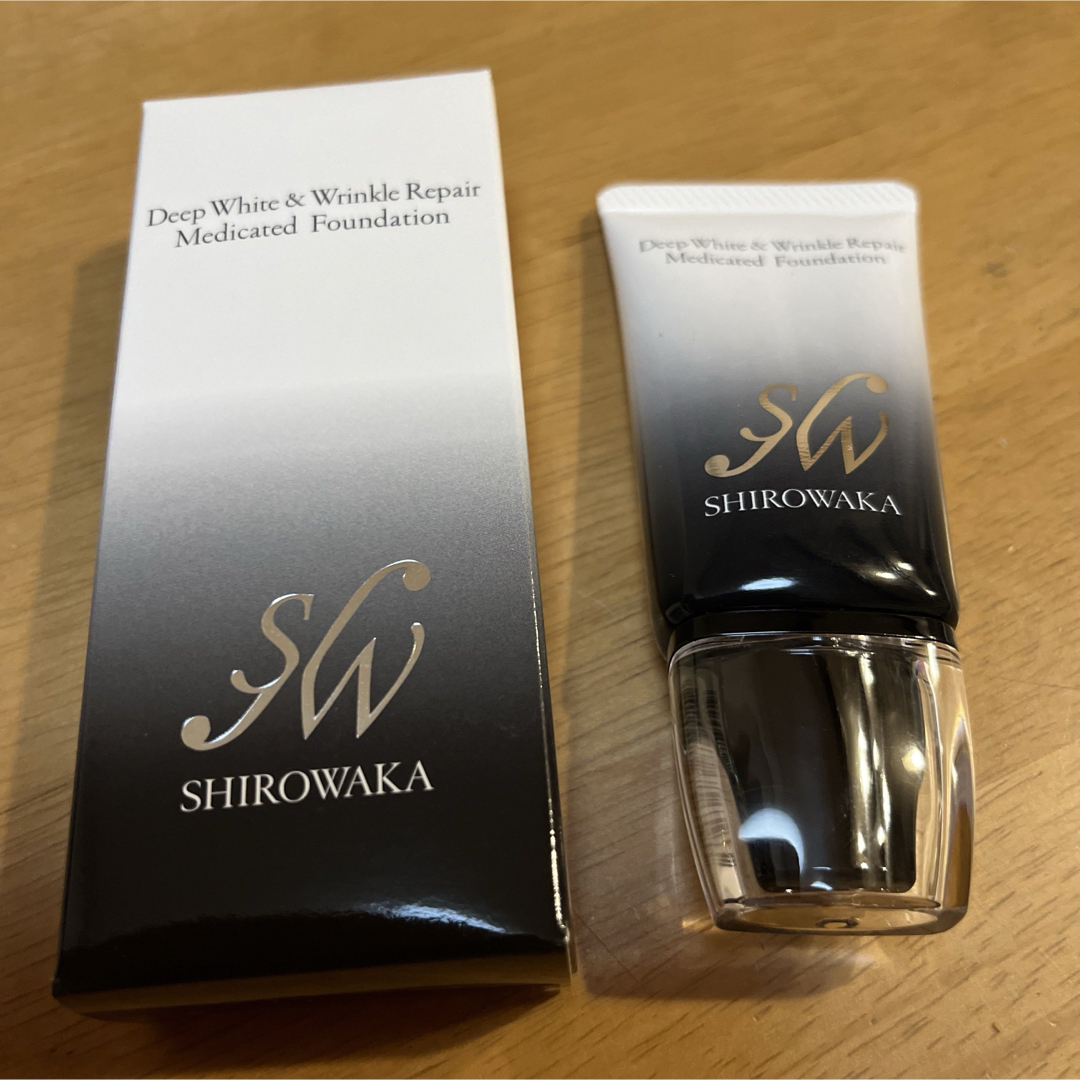 Deep White & Wrinkle Repair
Medicated Foundation
SW
SHIROWAKA
Deep White & Wrinkle Repair
Medicated Foundation
SW
SHIROWAKA